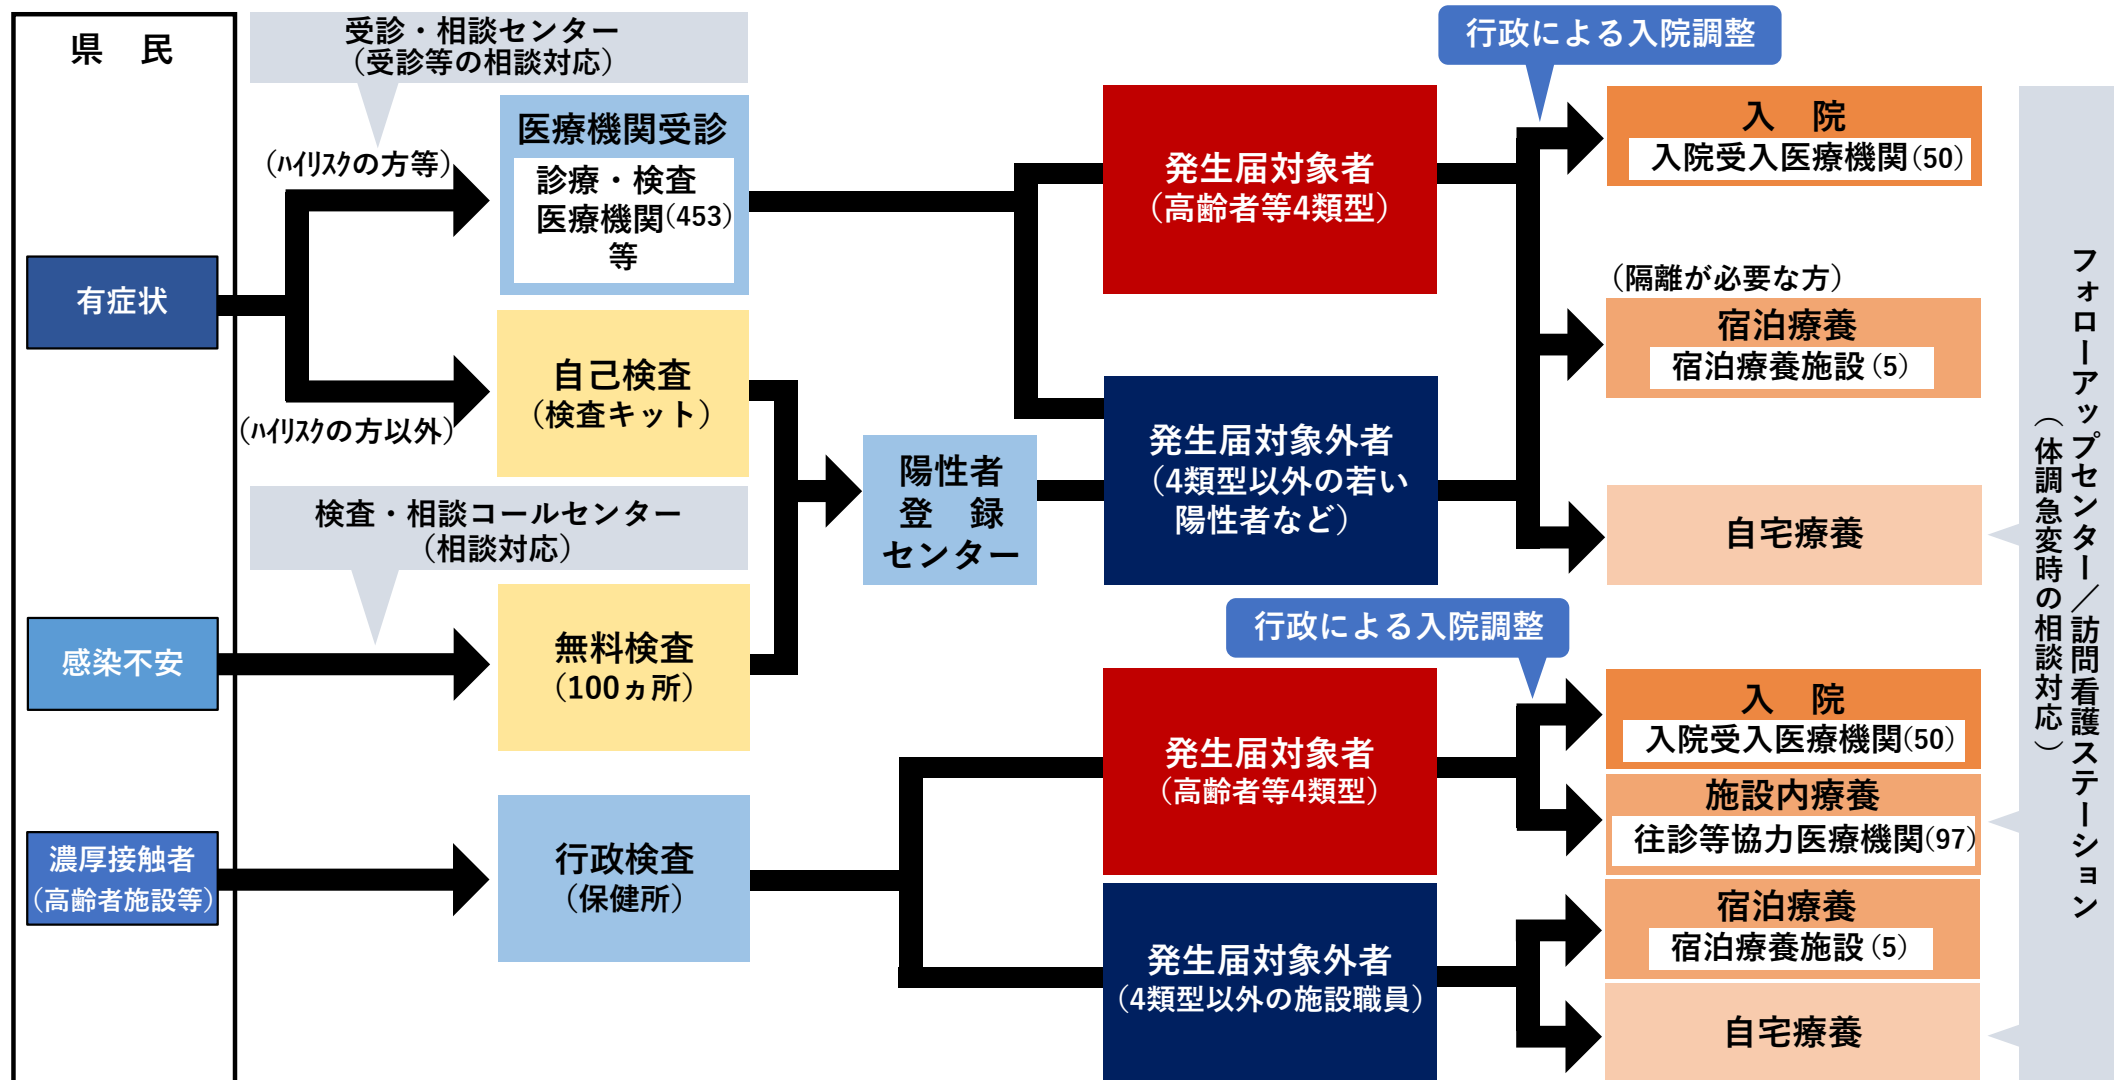 県　民
受診・相談センター
（受診等の相談対応）
行政による入院調整
(ﾊｲﾘｽｸの方等)
医療機関受診
診療・検査
医療機関(453)
等
発生届対象者
（高齢者等4類型）
入　院
入院受入医療機関(50)
有症状
（隔離が必要な方）
宿泊療養
宿泊療養施設(5)
自己検査
（検査キット）
(ﾊｲﾘｽｸの方以外)
陽性者
登　録
センター
発生届対象外者
（4類型以外の若い
陽性者など）
自宅療養
検査・相談コールセンター
（相談対応）
行政による入院調整
感染不安
無料検査
（100ヵ所）
発生届対象者
（高齢者等4類型）
入　院
入院受入医療機関(50)
施設内療養
往診等協力医療機関(97)
濃厚接触者
（高齢者施設等）
行政検査
（保健所）
発生届対象外者
（4類型以外の施設職員）
宿泊療養
宿泊療養施設(5)
自宅療養
フォローアップセンター／訪問看護ステーション
（体調急変時の相談対応）